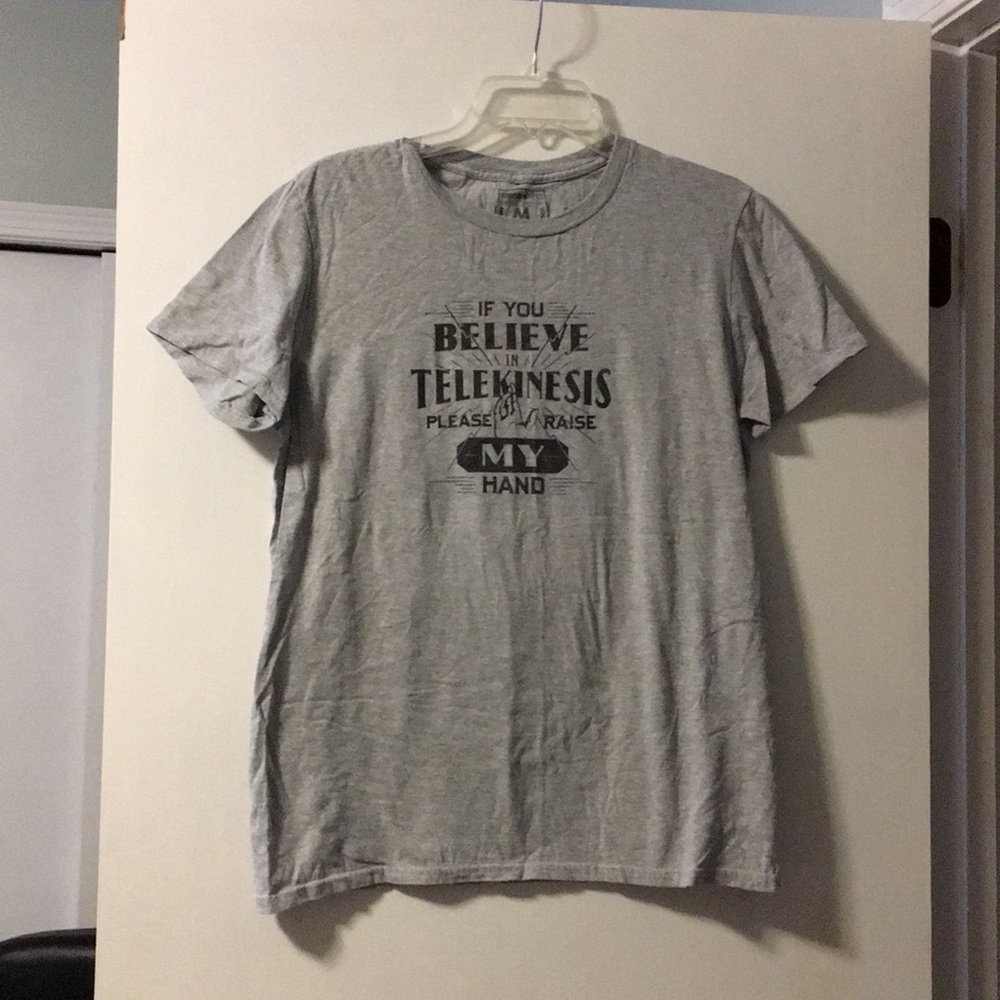 IF YOU
BELIEVE
IN
TELEKINESIS
PLEASE RAISE
MY
HAND
M